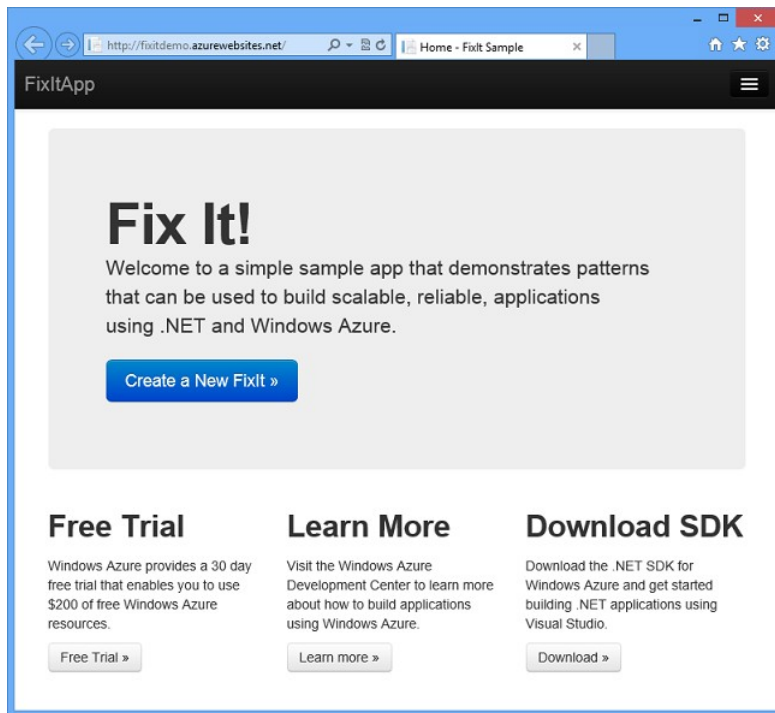 http://fixitdemo.azurewebsites.net/
Home - FixIt Sample
FixItApp
Fix It!
Welcome to a simple sample app that demonstrates patterns
that can be used to build scalable, reliable, applications
using .NET and Windows Azure.
Create a New FixIt »
Free Trial
Windows Azure provides a 30 day
free trial that enables you to use
$200 of free Windows Azure
resources.
Free Trial »
Learn More
Visit the Windows Azure
Development Center to learn more
about how to build applications
using Windows Azure.
Learn more »
Download SDK
Download the .NET SDK for
Windows Azure and get started
building .NET applications using
Visual Studio.
Download »